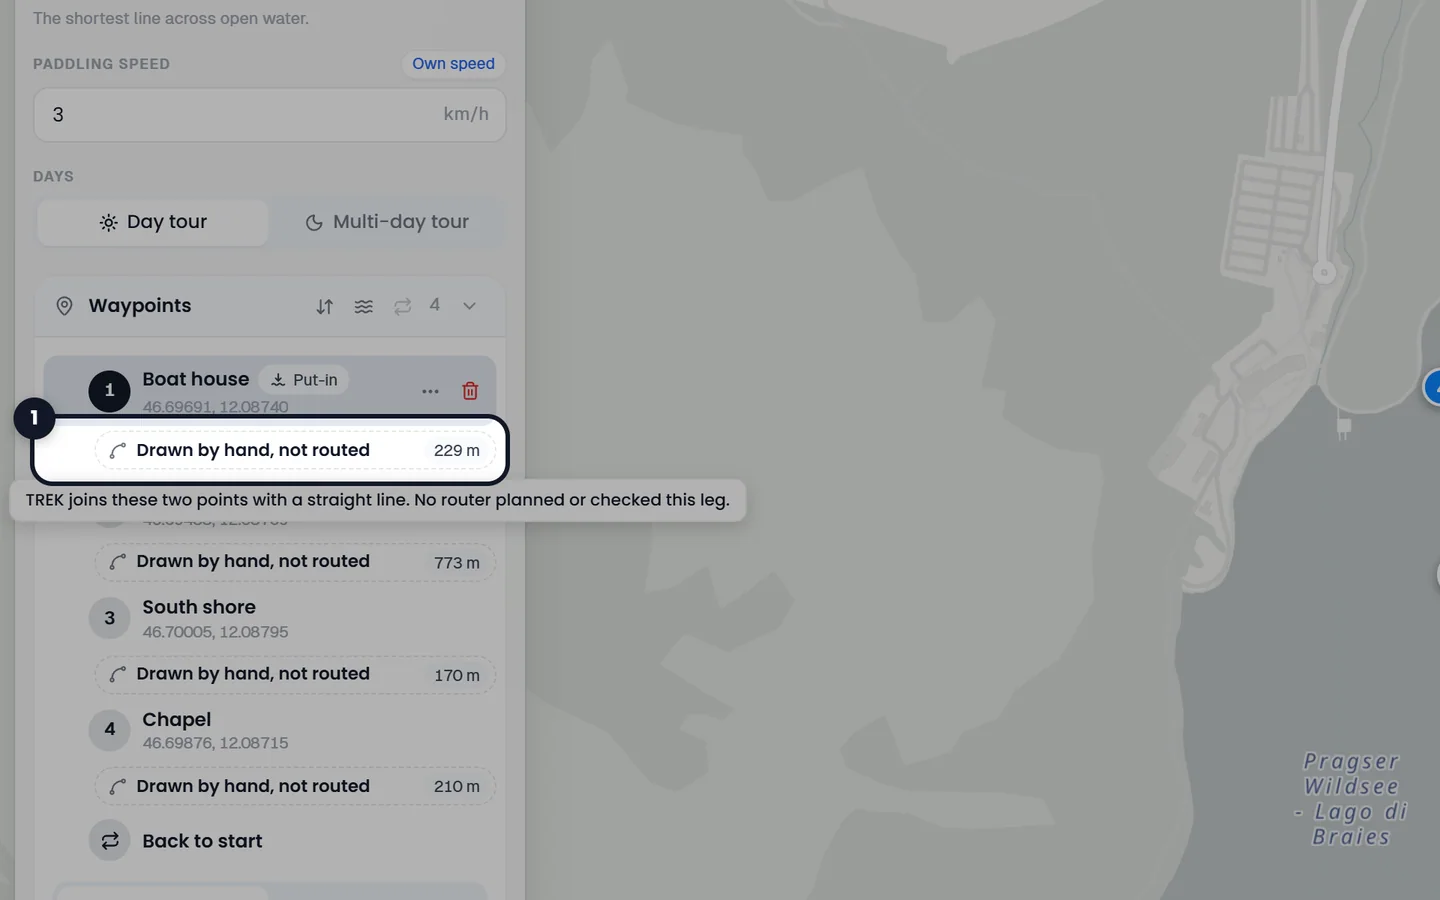 The shortest line across open water.
PADDLING SPEED
Own speed
3
km/h
DAYS
Day tour
Multi-day tour
Waypoints
4
1
Boat house
Put-in
46.69691, 12.08740
1
Drawn by hand, not routed
229 m
TREK joins these two points with a straight line. No router planned or checked this leg.
Drawn by hand, not routed
773 m
3
South shore
46.70005, 12.08795
Drawn by hand, not routed
170 m
4
Chapel
46.69876, 12.08715
Drawn by hand, not routed
210 m
Back to start
Pragser
Wildsee
- Lago di
Braies